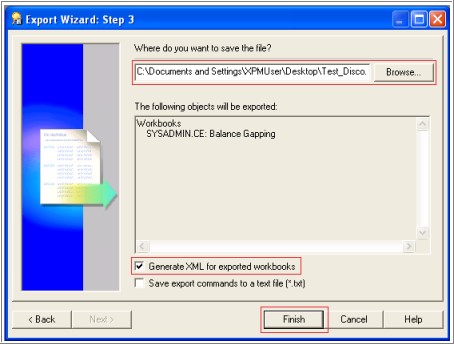 Export Wizard: Step 3
Where do you want to save the file?
C:\Documents and Settings\XPMUser\Desktop\Test_Disco.
Browse...
The following objects will be exported:
Workbooks
SYSADMIN.CE: Balance Gapping
Generate XML for exported workbooks
Save export commands to a text file (*.txt)
< Back
Next >
Finish
Cancel
Help